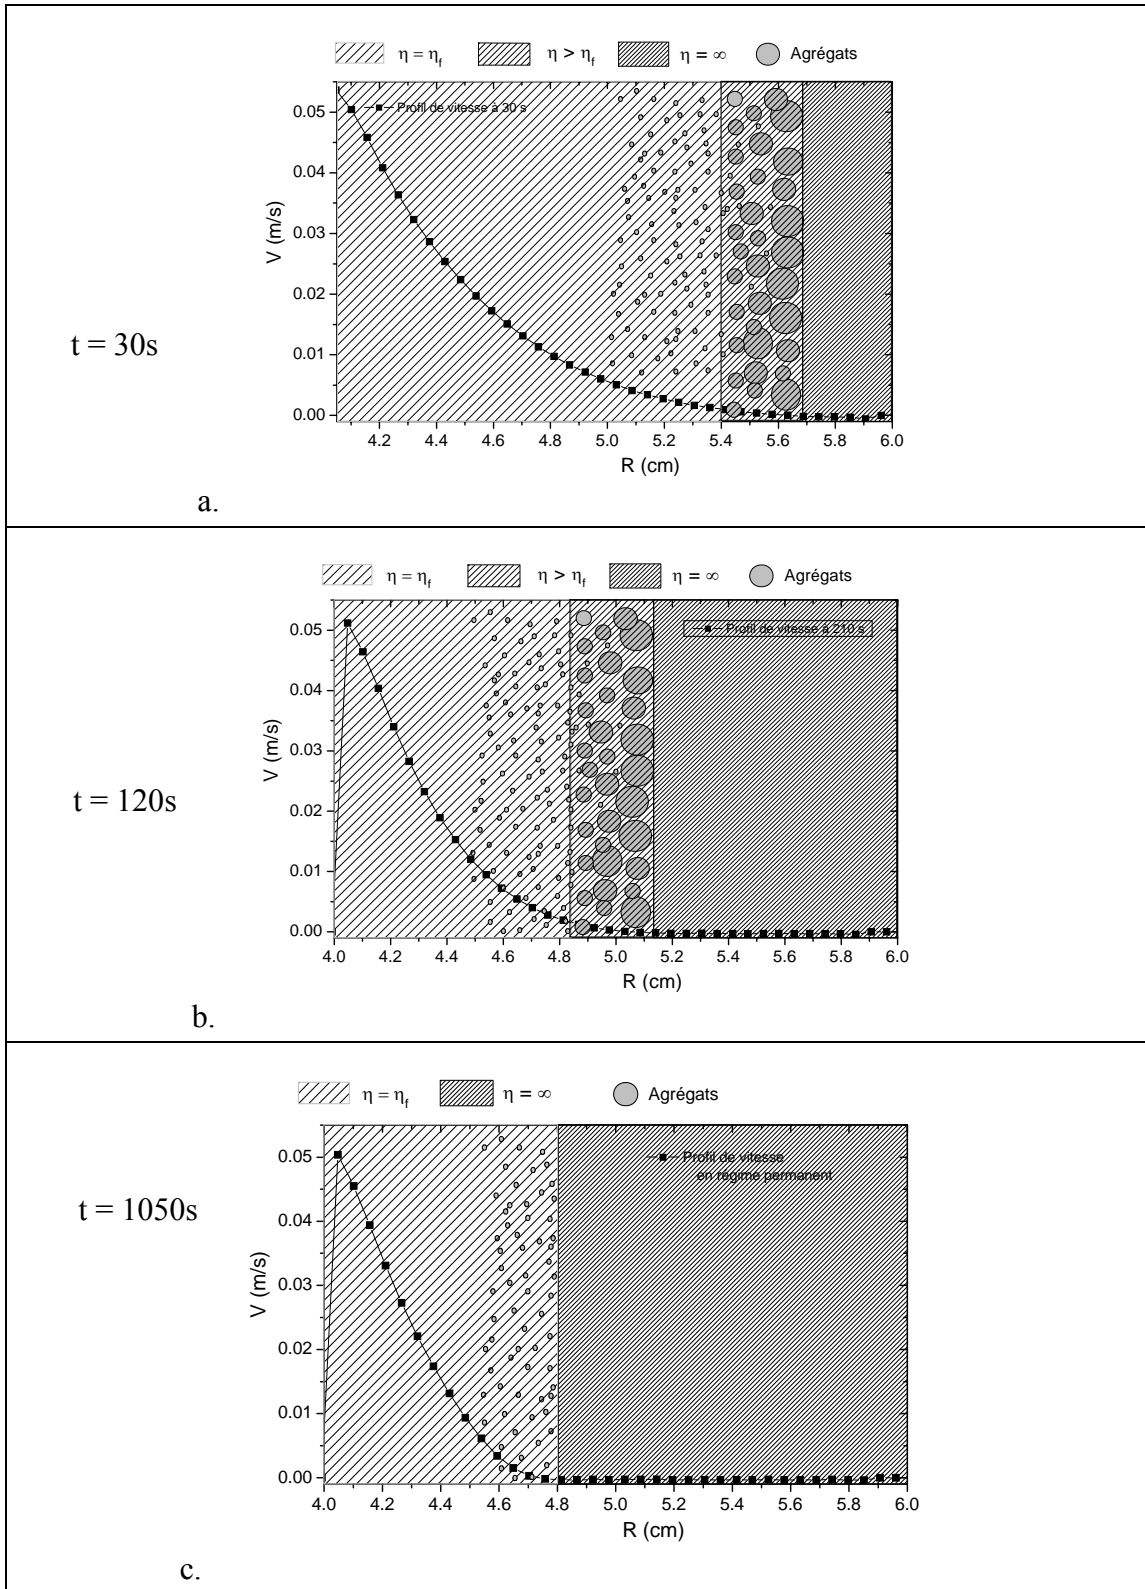 η = ηf η > ηf η = ∞ Agrégats
Profil de vitesse à 30 s
0.05
0.04
0.03
0.02
0.01
0.00
V (m/s)
4.2 4.4 4.6 4.8 5.0 5.2 5.4 5.6 5.8 6.0
R (cm)
t = 30s
a.
η = ηf η > ηf η = ∞ Agrégats
Profil de vitesse à 210 s
0.05
0.04
0.03
0.02
0.01
0.00
V (m/s)
4.0 4.2 4.4 4.6 4.8 5.0 5.2 5.4 5.6 5.8 6.0
R (cm)
t = 120s
b.
η = ηf η = ∞ Agrégats
Profil de vitesse
en régime permanent
0.05
0.04
0.03
0.02
0.01
0.00
V (m/s)
4.0 4.2 4.4 4.6 4.8 5.0 5.2 5.4 5.6 5.8 6.0
R (cm)
t = 1050s
c.